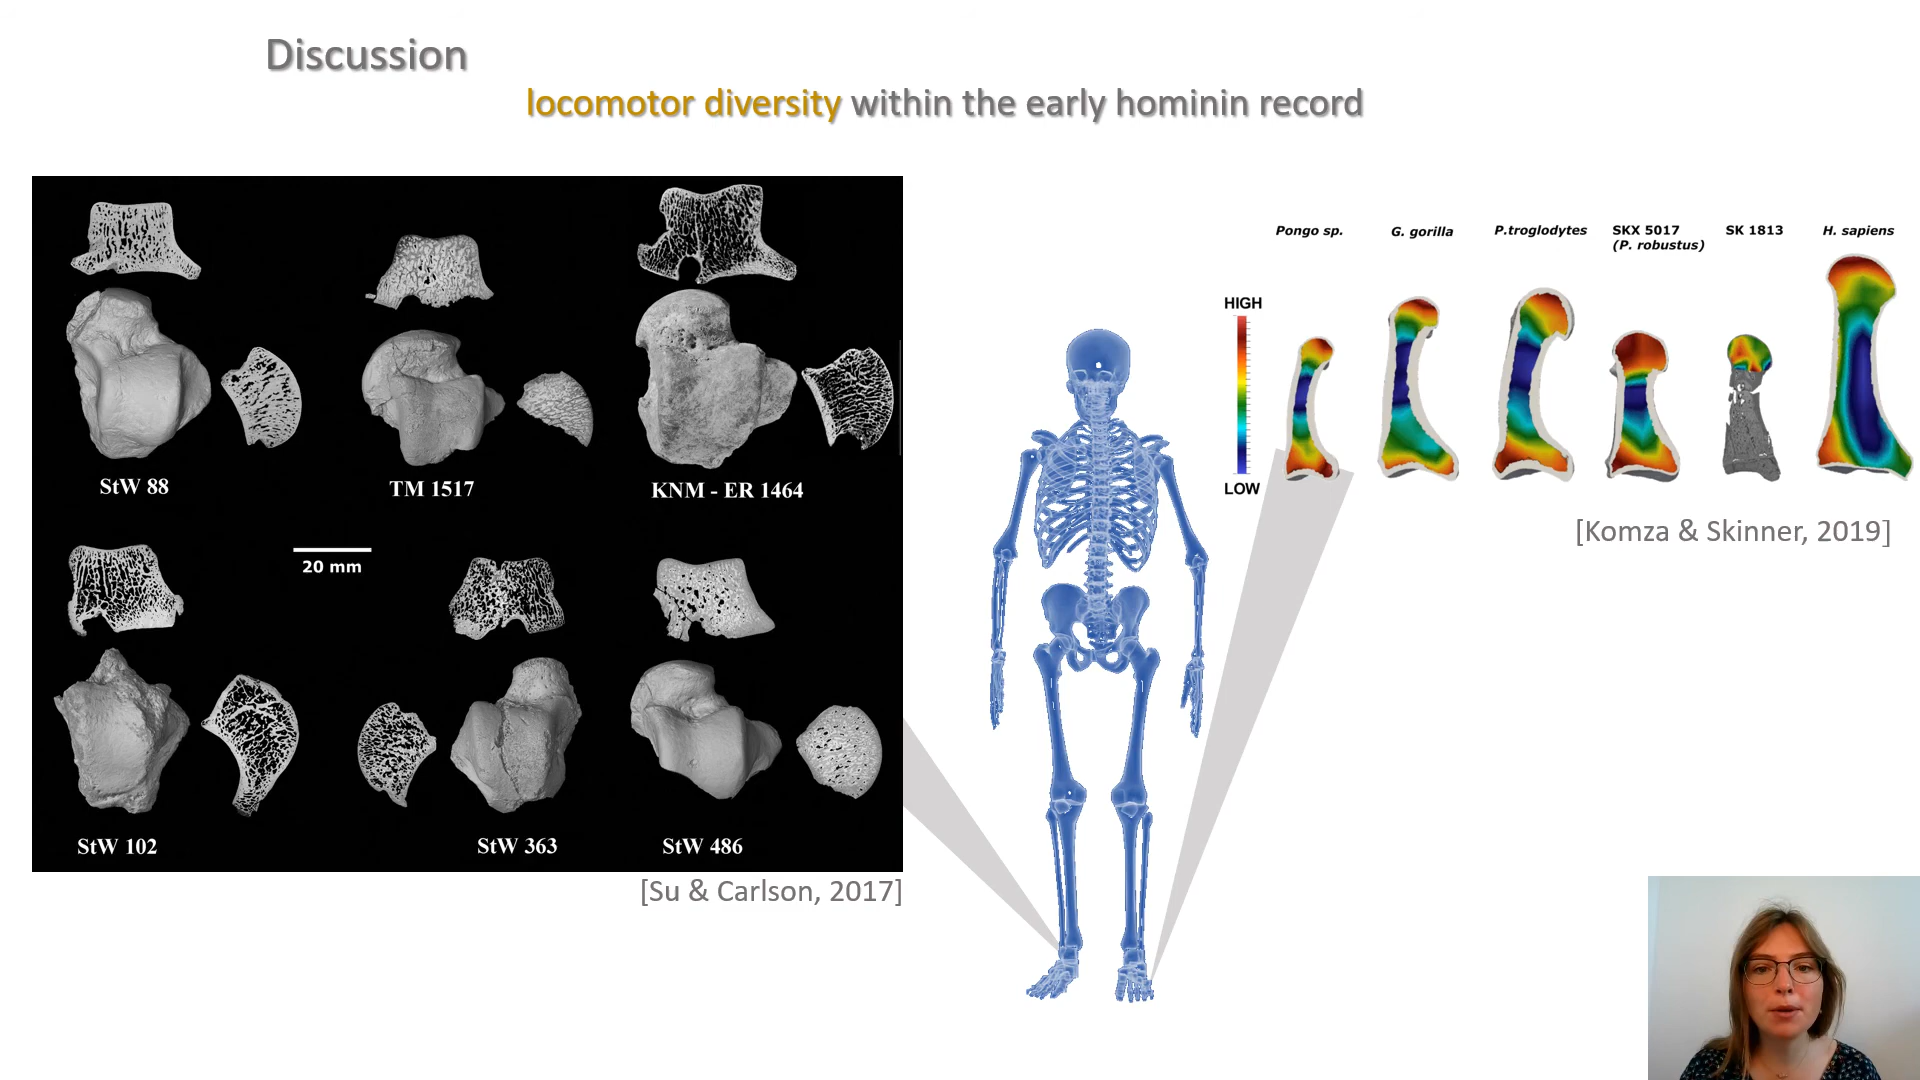 Discussion
locomotor diversity within the early hominin record
StW 88
TM 1517
KNM - ER 1464
20 mm
StW 102
StW 363
StW 486
[Su & Carlson, 2017]
Pongo sp.
G. gorilla
P.troglodytes
SKX 5017
(P. robustus)
SK 1813
H. sapiens
HIGH
LOW
[Komza & Skinner, 2019]